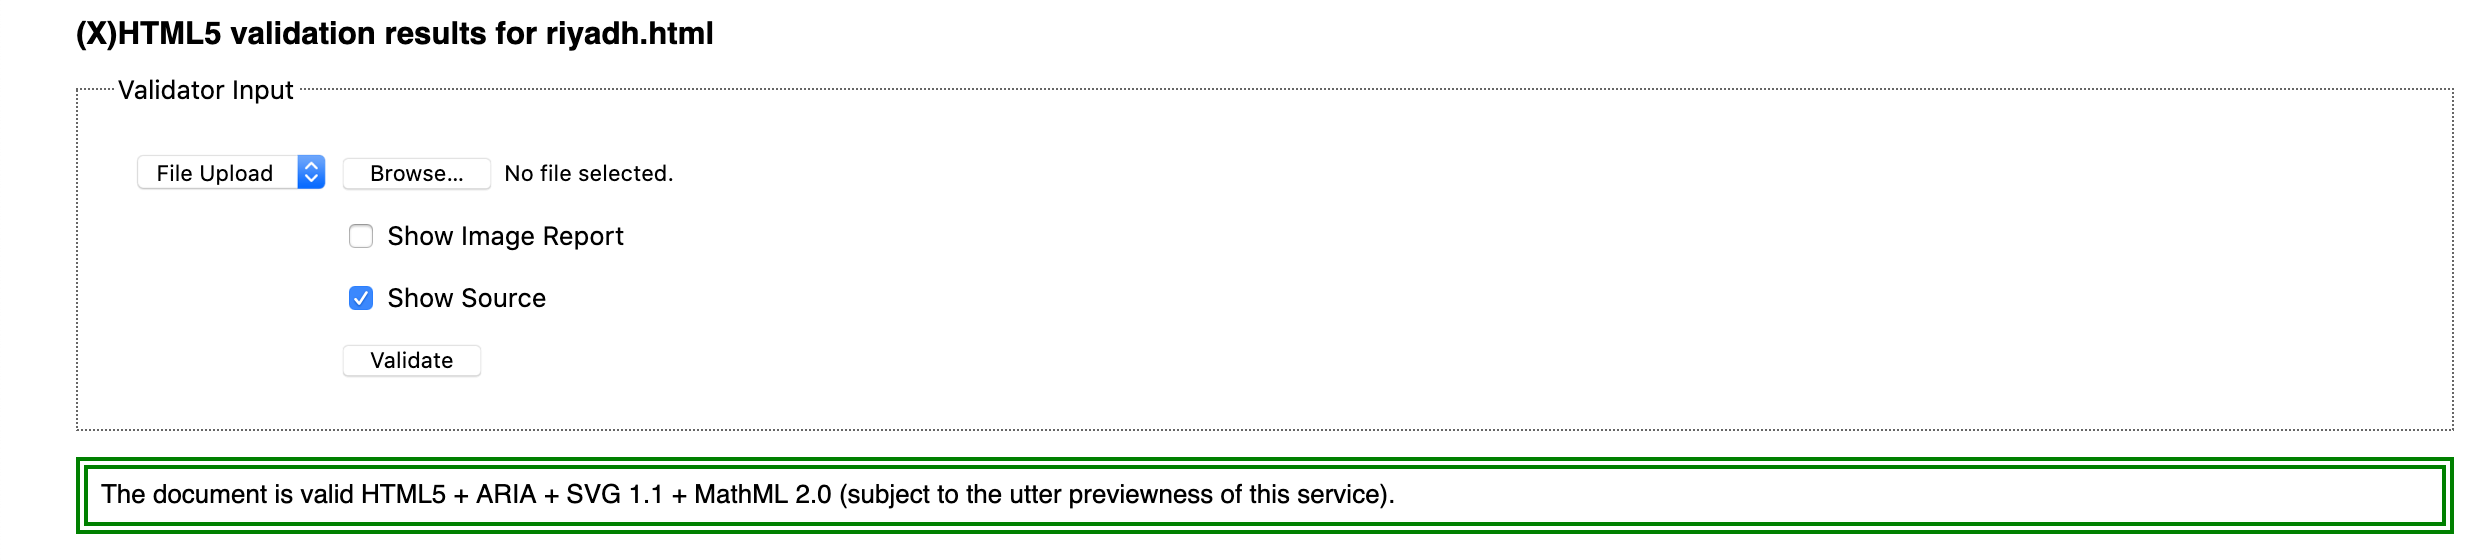 (X)HTML5 validation results for riyadh.html
Validator Input
File Upload Browse... No file selected.
Show Image Report
Show Source
Validate
The document is valid HTML5 + ARIA + SVG 1.1 + MathML 2.0 (subject to the utter previewness of this service).